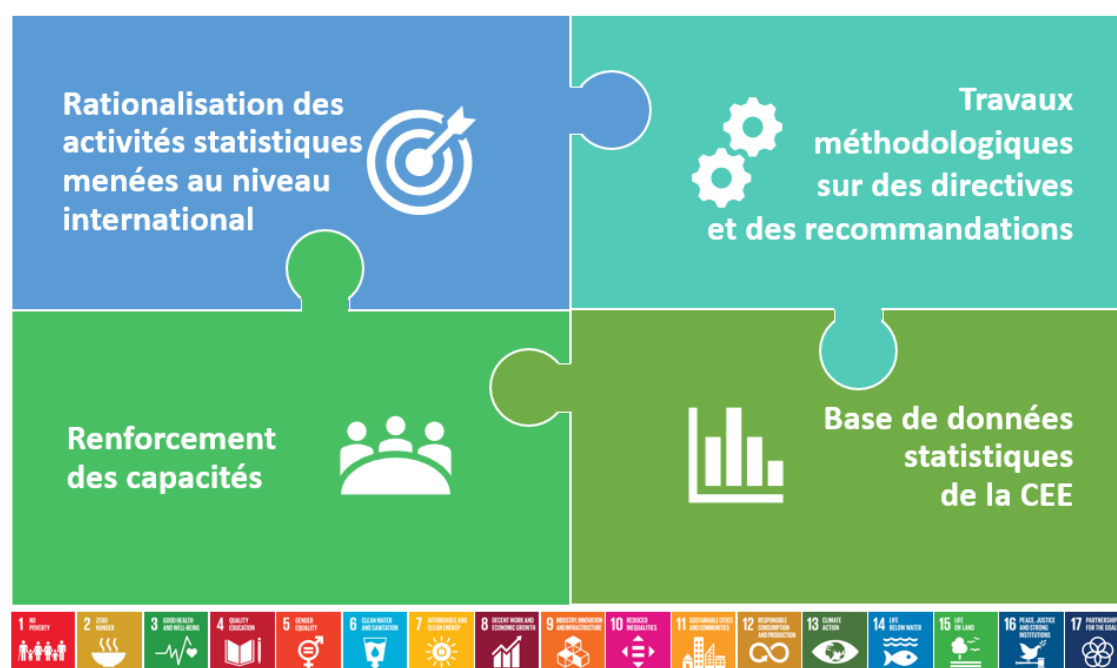 Rationalisation des
activités statistiques
menées au niveau
international
Travaux
méthodologiques
sur des directives
et des recommandations
Renforcement
des capacités
Base de données
statistiques
de la CEE
1 NO
POVERTY
2 ZERO
HUNGER
3 GOOD HEALTH
AND WELL-BEING
4 QUALITY
EDUCATION
5 GENDER
EQUALITY
6 CLEAN WATER
AND SANITATION
7 AFFORDABLE AND
CLEAN ENERGY
8 DECENT WORK AND
ECONOMIC GROWTH
9 INDUSTRY, INNOVATION
AND INFRASTRUCTURE
10 REDUCED
INEQUALITIES
11 SUSTAINABLE CITIES
AND COMMUNITIES
12 RESPONSIBLE
CONSUMPTION
AND PRODUCTION
13 CLIMATE
ACTION
14 LIFE
BELOW WATER
15 LIFE
ON LAND
16 PEACE, JUSTICE
AND STRONG
INSTITUTIONS
17 PARTNERSHIP
FOR THE GOAL